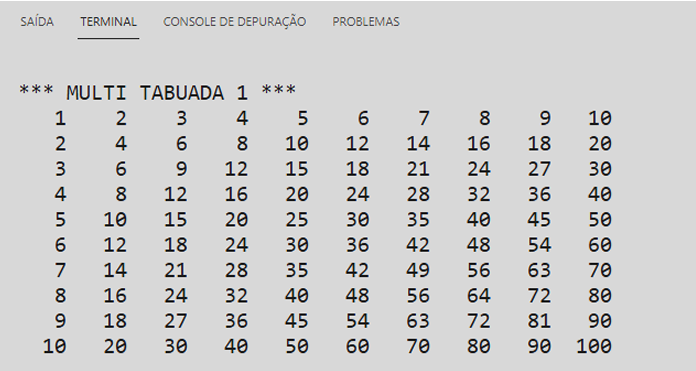 SAÍDA TERMINAL CONSOLE DE DEPURAÇÃO PROBLEMAS
*** MULTI TABUADA 1 ***
1 2 3 4 5 6 7 8 9 10
2 4 6 8 10 12 14 16 18 20
3 6 9 12 15 18 21 24 27 30
4 8 12 16 20 24 28 32 36 40
5 10 15 20 25 30 35 40 45 50
6 12 18 24 30 36 42 48 54 60
7 14 21 28 35 42 49 56 63 70
8 16 24 32 40 48 56 64 72 80
9 18 27 36 45 54 63 72 81 90
10 20 30 40 50 60 70 80 90 100